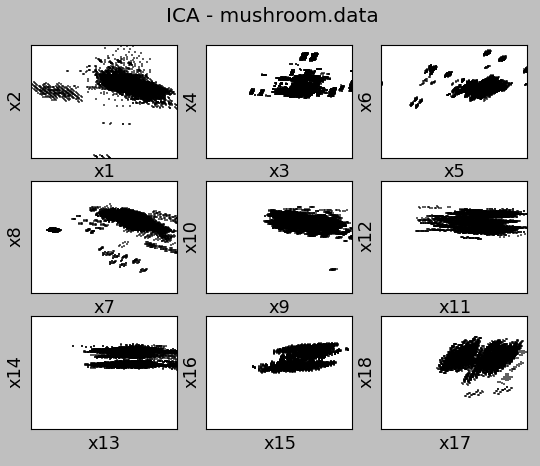 ICA - mushroom.data
x2
x1
x4
x3
x6
x5
x8
x7
x10
x9
x12
x11
x14
x13
x16
x15
x18
x17